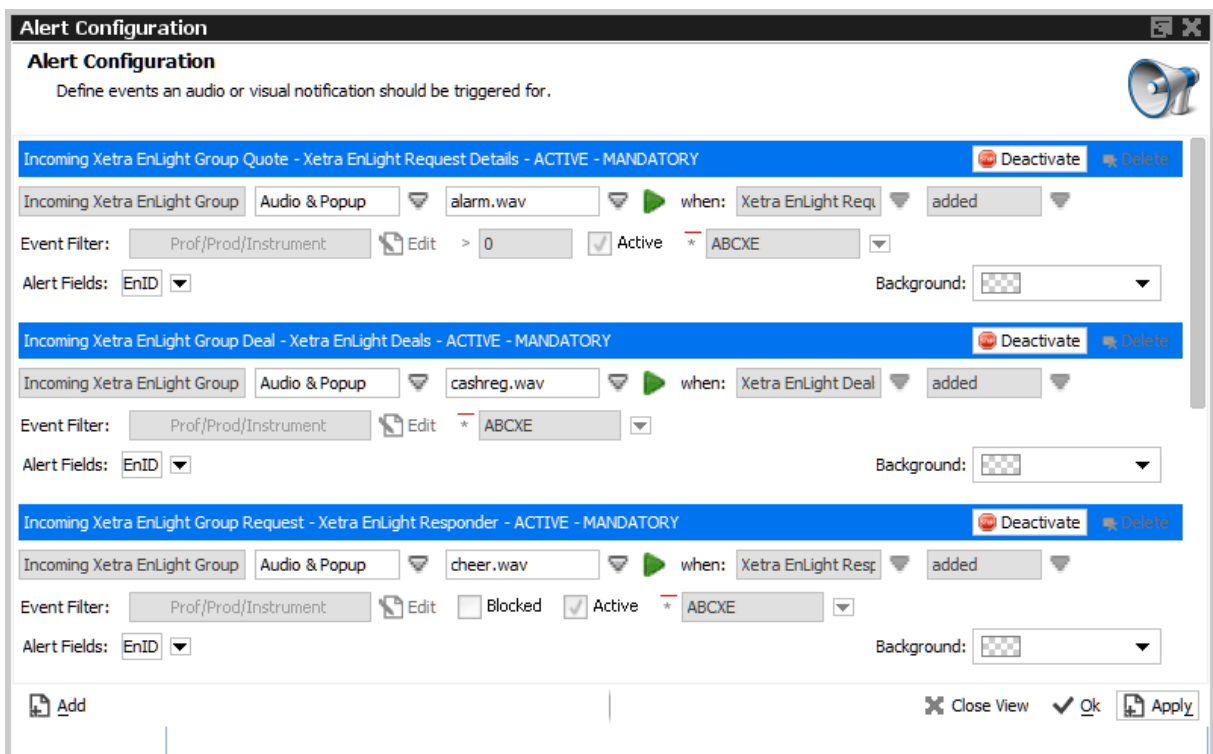 Alert Configuration
Alert Configuration
Define events an audio or visual notification should be triggered for.
Incoming Xetra EnLight Group Quote - Xetra EnLight Request Details - ACTIVE - MANDATORY Deactivate Delete
Incoming Xetra EnLight Group Audio & Popup alarm.wav when: Xetra EnLight Requ added
Event Filter: Prof/Prod/Instrument Edit > 0 Active * ABCXE
Alert Fields: EnID Background:
Incoming Xetra EnLight Group Deal - Xetra EnLight Deals - ACTIVE - MANDATORY Deactivate Delete
Incoming Xetra EnLight Group Audio & Popup cashreg.wav when: Xetra EnLight Deal added
Event Filter: Prof/Prod/Instrument Edit * ABCXE
Alert Fields: EnID Background:
Incoming Xetra EnLight Group Request - Xetra EnLight Responder - ACTIVE - MANDATORY Deactivate Delete
Incoming Xetra EnLight Group Audio & Popup cheer.wav when: Xetra EnLight Resp added
Event Filter: Prof/Prod/Instrument Edit Blocked Active * ABCXE
Alert Fields: EnID Background:
Add Close View Ok Apply